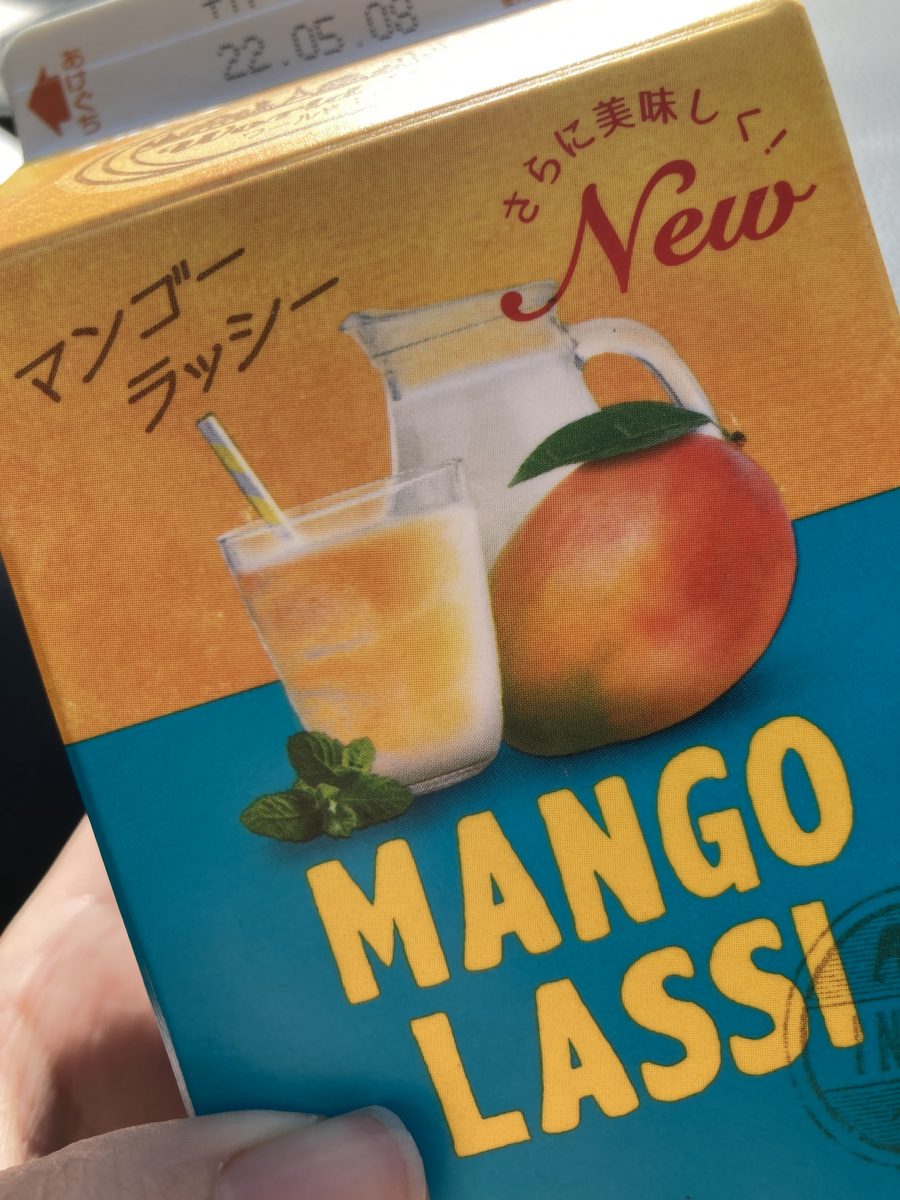 22.05.08
あけぐち
さらに美味しく!
New
マンゴー
ラッシー
MANGO
LASSI